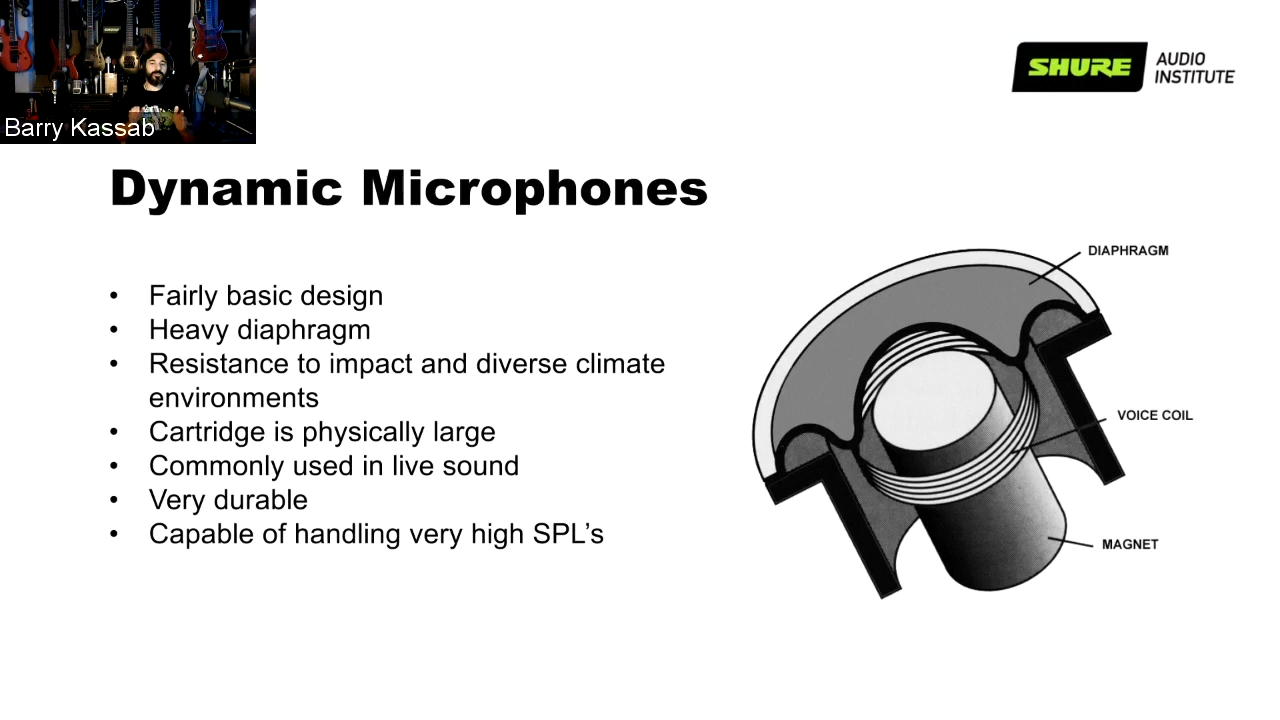 Barry Kassab
SHURE
AUDIO
INSTITUTE
Dynamic Microphones
• Fairly basic design
• Heavy diaphragm
• Resistance to impact and diverse climate
environments
• Cartridge is physically large
• Commonly used in live sound
• Very durable
• Capable of handling very high SPL’s
DIAPHRAGM
VOICE COIL
MAGNET